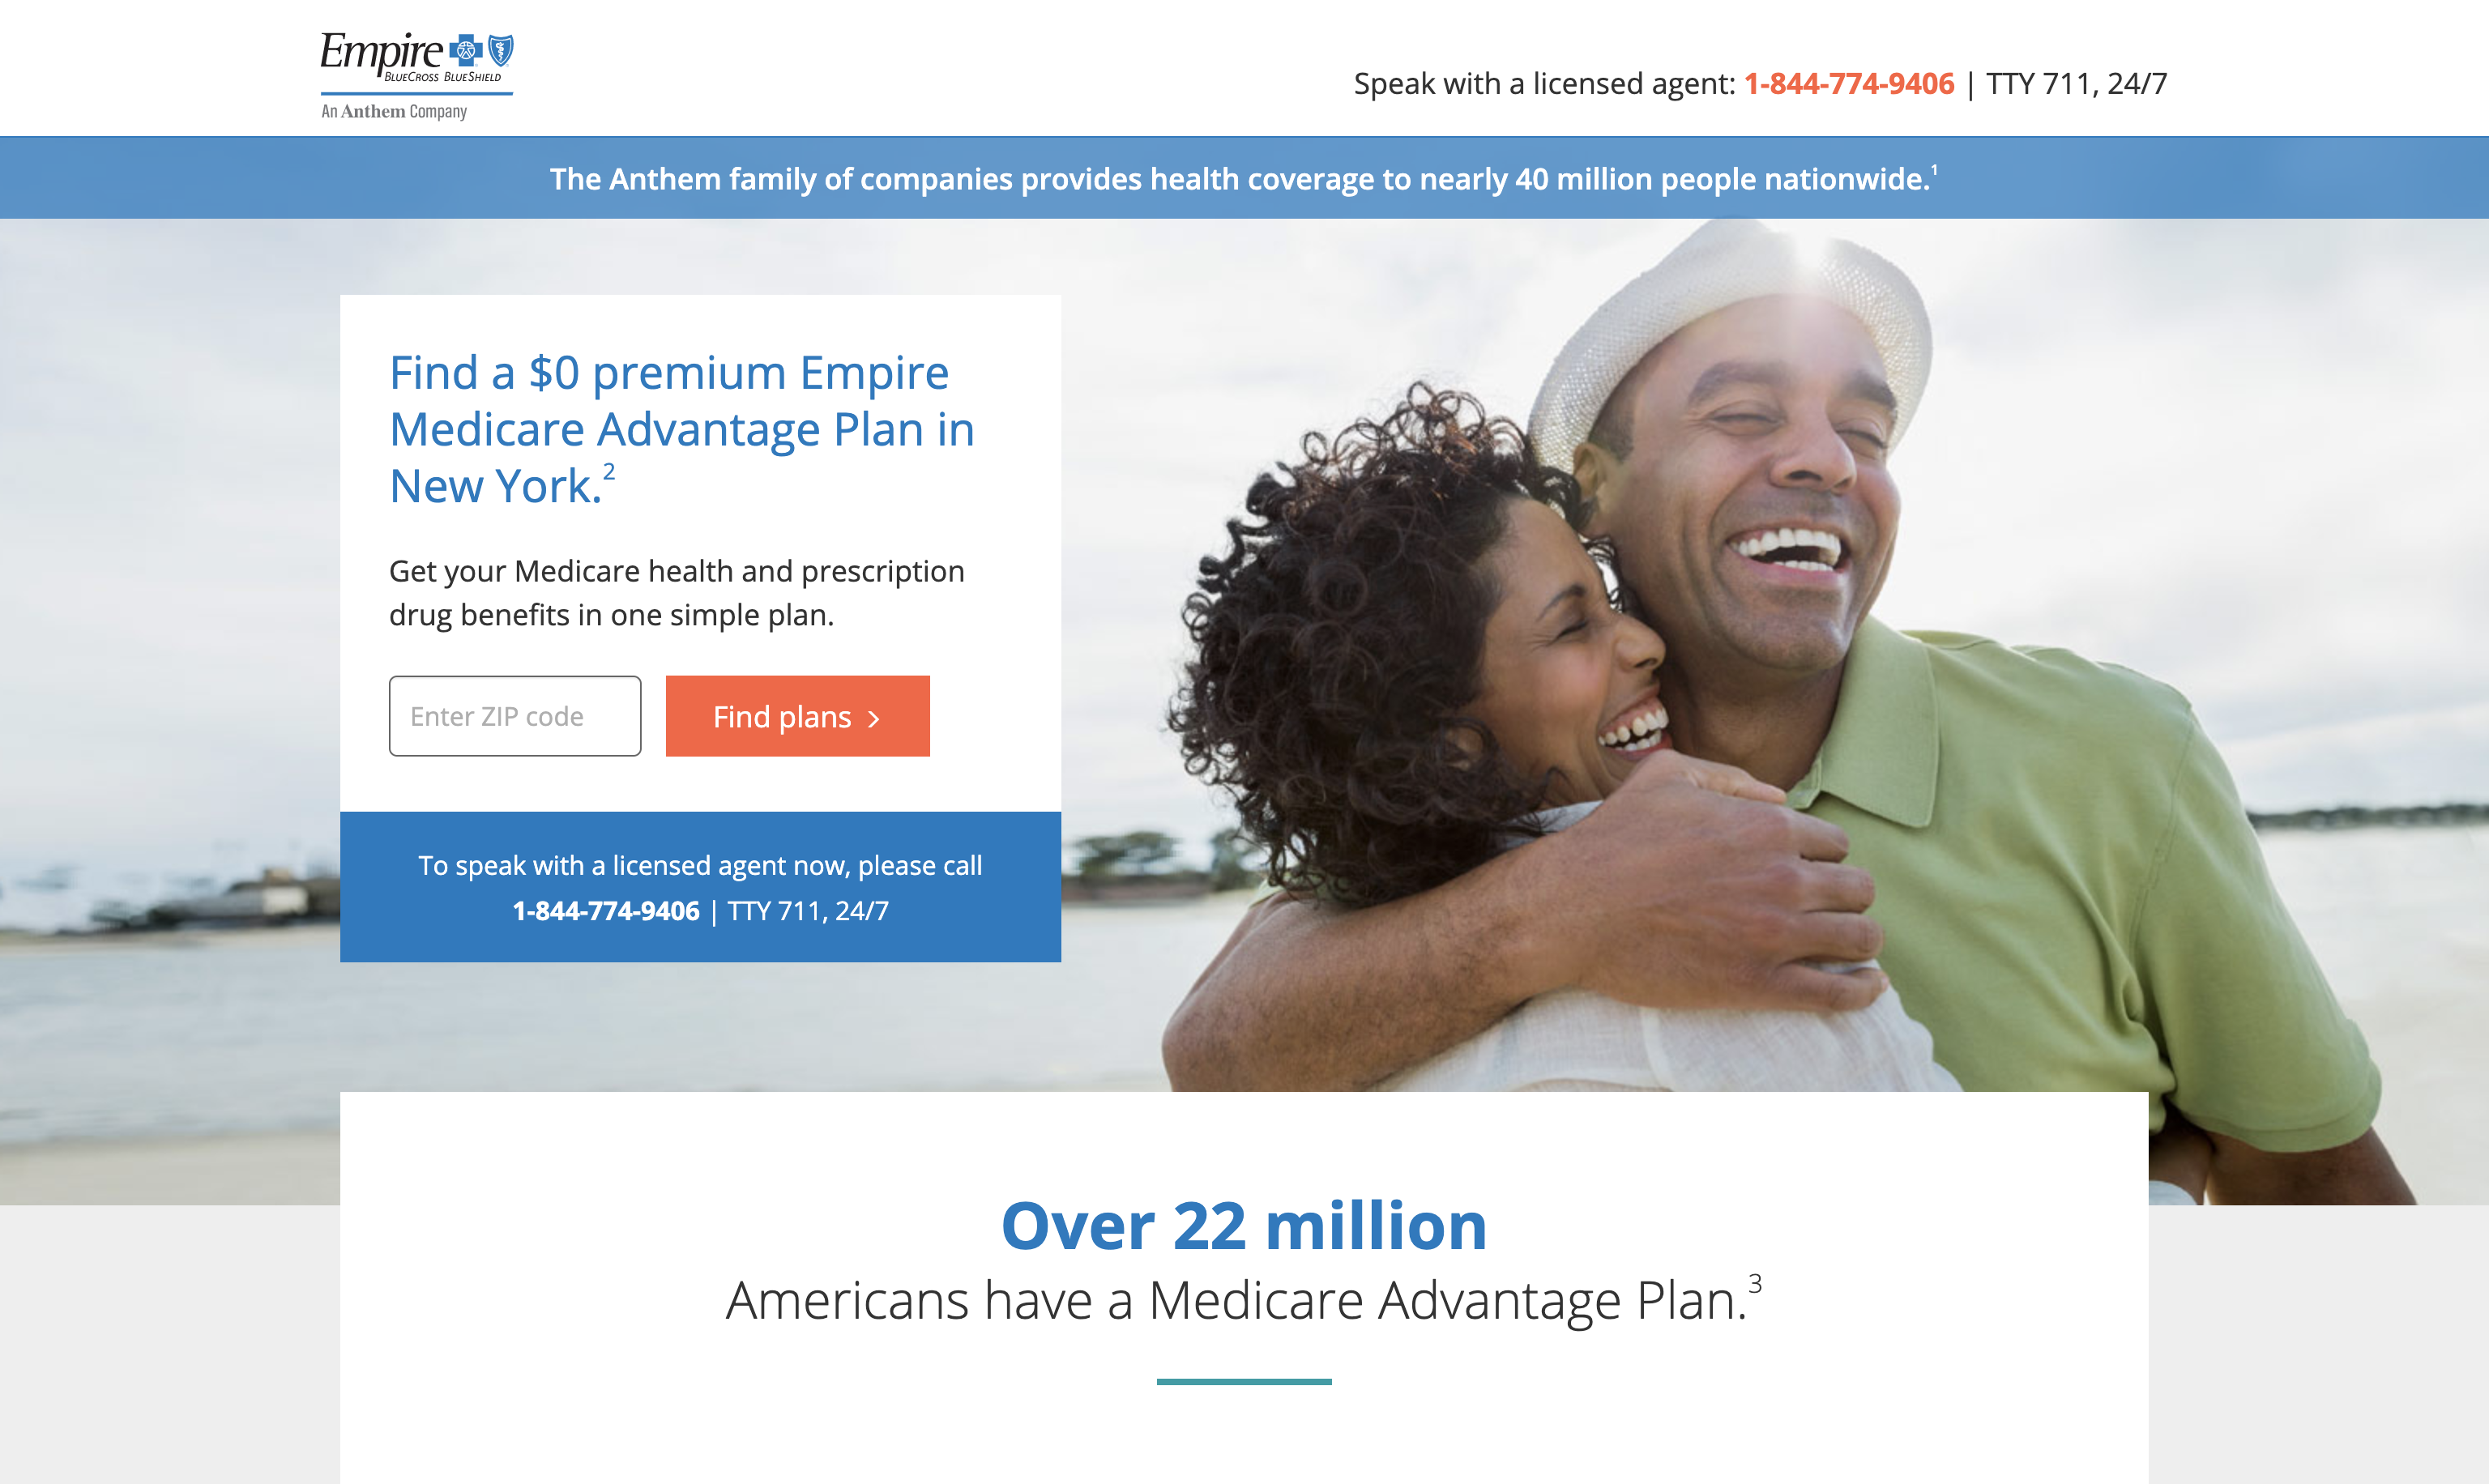 Empire
BlueCross BlueShield
An Anthem Company
Speak with a licensed agent: 1-844-774-9406 | TTY 711, 24/7
The Anthem family of companies provides health coverage to nearly 40 million people nationwide.1
Find a $0 premium Empire
Medicare Advantage Plan in
New York.2
Get your Medicare health and prescription
drug benefits in one simple plan.
Enter ZIP code
Find plans >
To speak with a licensed agent now, please call
1-844-774-9406 | TTY 711, 24/7
Over 22 million
Americans have a Medicare Advantage Plan.3